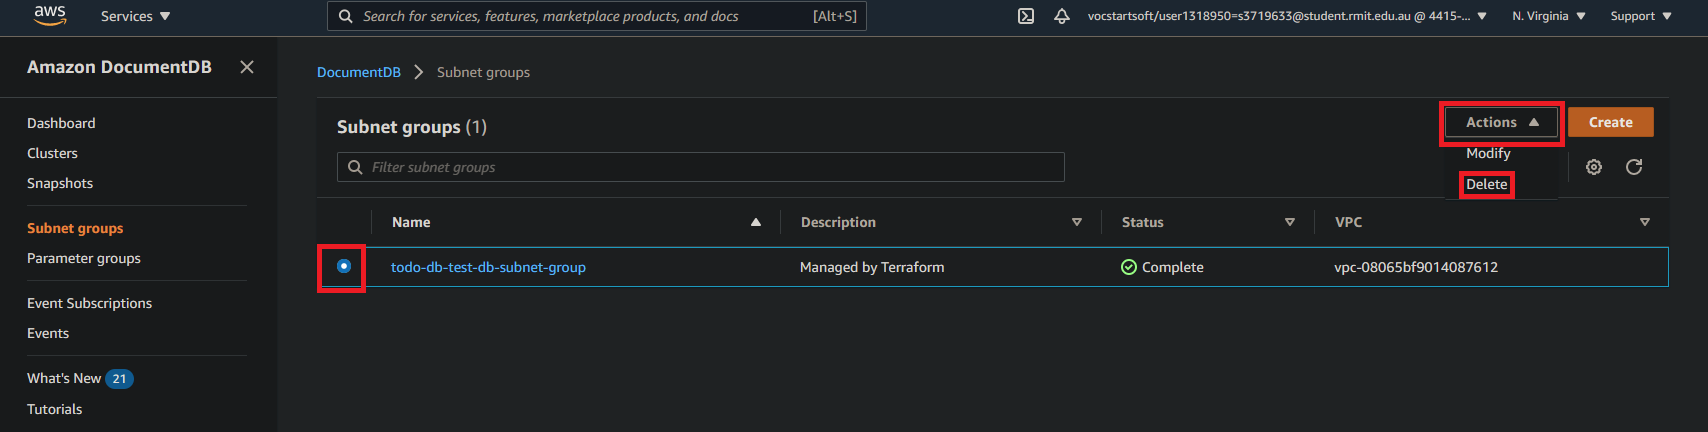 aws Services Search for services, features, marketplace products, and docs [Alt+S] vocstartsoft/user1318950=s3719633@student.rmit.edu.au @ 4415-... N. Virginia Support
Amazon DocumentDB
Dashboard
Clusters
Snapshots
Subnet groups
Parameter groups
Event Subscriptions
Events
What's New 21
Tutorials
DocumentDB Subnet groups
Subnet groups (1)
Actions Create
Modify
Delete
Filter subnet groups
Name Description Status VPC
todo-db-test-db-subnet-group Managed by Terraform Complete vpc-08065bf9014087612